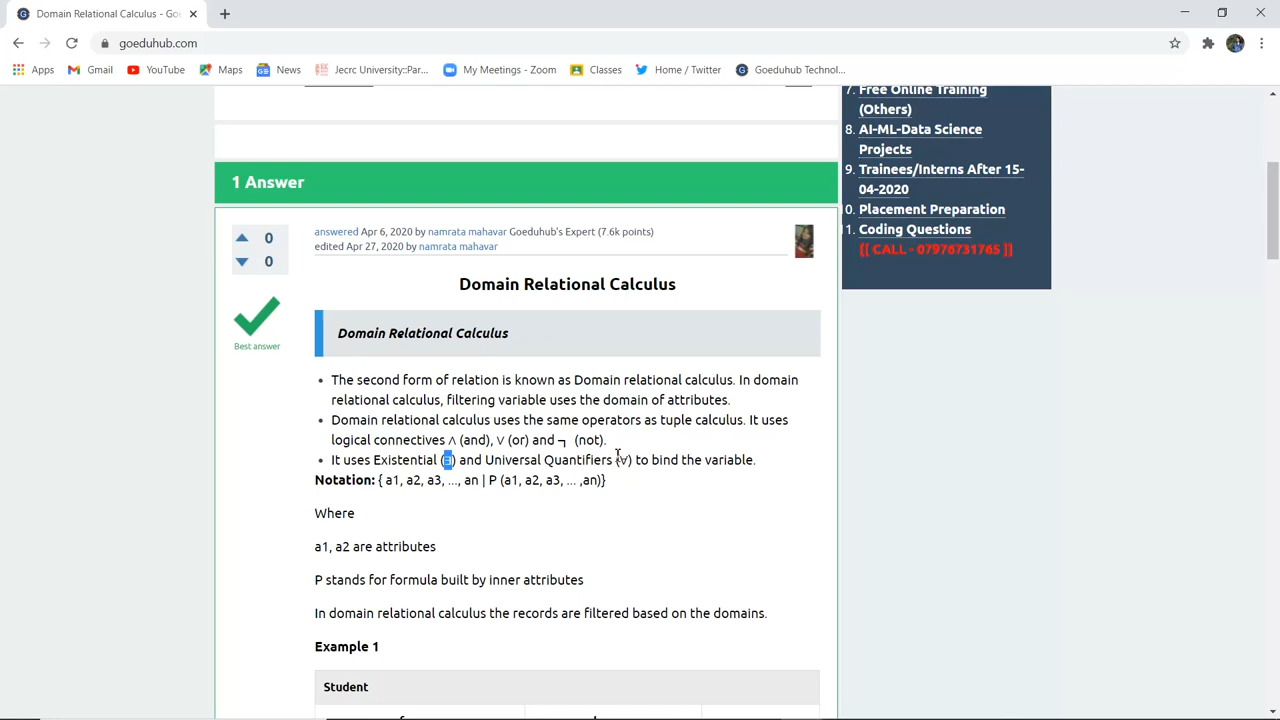 Domain Relational Calculus - Go
goeduhub.com
Apps Gmail YouTube Maps News Jecrc University::Par... My Meetings - Zoom Classes Home / Twitter Goeduhub Technol...
7. Free Online Training
(Others)
8. AI-ML-Data Science
Projects
9. Trainees/Interns After 15-
04-2020
10. Placement Preparation
11. Coding Questions
[[ CALL - 07976731765 ]]
1 Answer
0
0
Best answer
answered Apr 6, 2020 by namrata mahavar Goeduhub's Expert (7.6k points)
edited Apr 27, 2020 by namrata mahavar
Domain Relational Calculus
Domain Relational Calculus
• The second form of relation is known as Domain relational calculus. In domain
relational calculus, filtering variable uses the domain of attributes.
• Domain relational calculus uses the same operators as tuple calculus. It uses
logical connectives ∧ (and), ∨ (or) and ┓ (not).
• It uses Existential (∃) and Universal Quantifiers (∀) to bind the variable.
Notation: { a1, a2, a3, ..., an | P (a1, a2, a3, ... ,an)}
Where
a1, a2 are attributes
P stands for formula built by inner attributes
In domain relational calculus the records are filtered based on the domains.
Example 1
Student